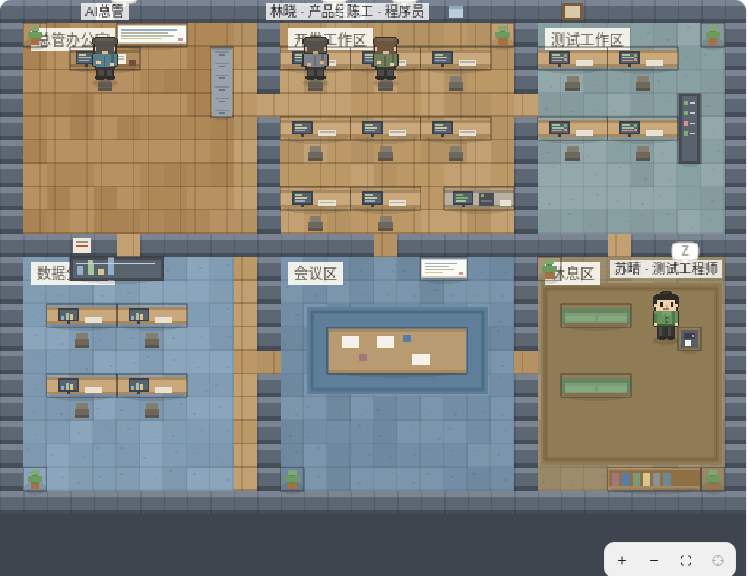 AI总管
林晓 - 产品经
陈工 - 程序员
总管办公室
开发工作区
测试工作区
Z
数据
会议区
休息区
苏晴 - 测试工程师
+
−